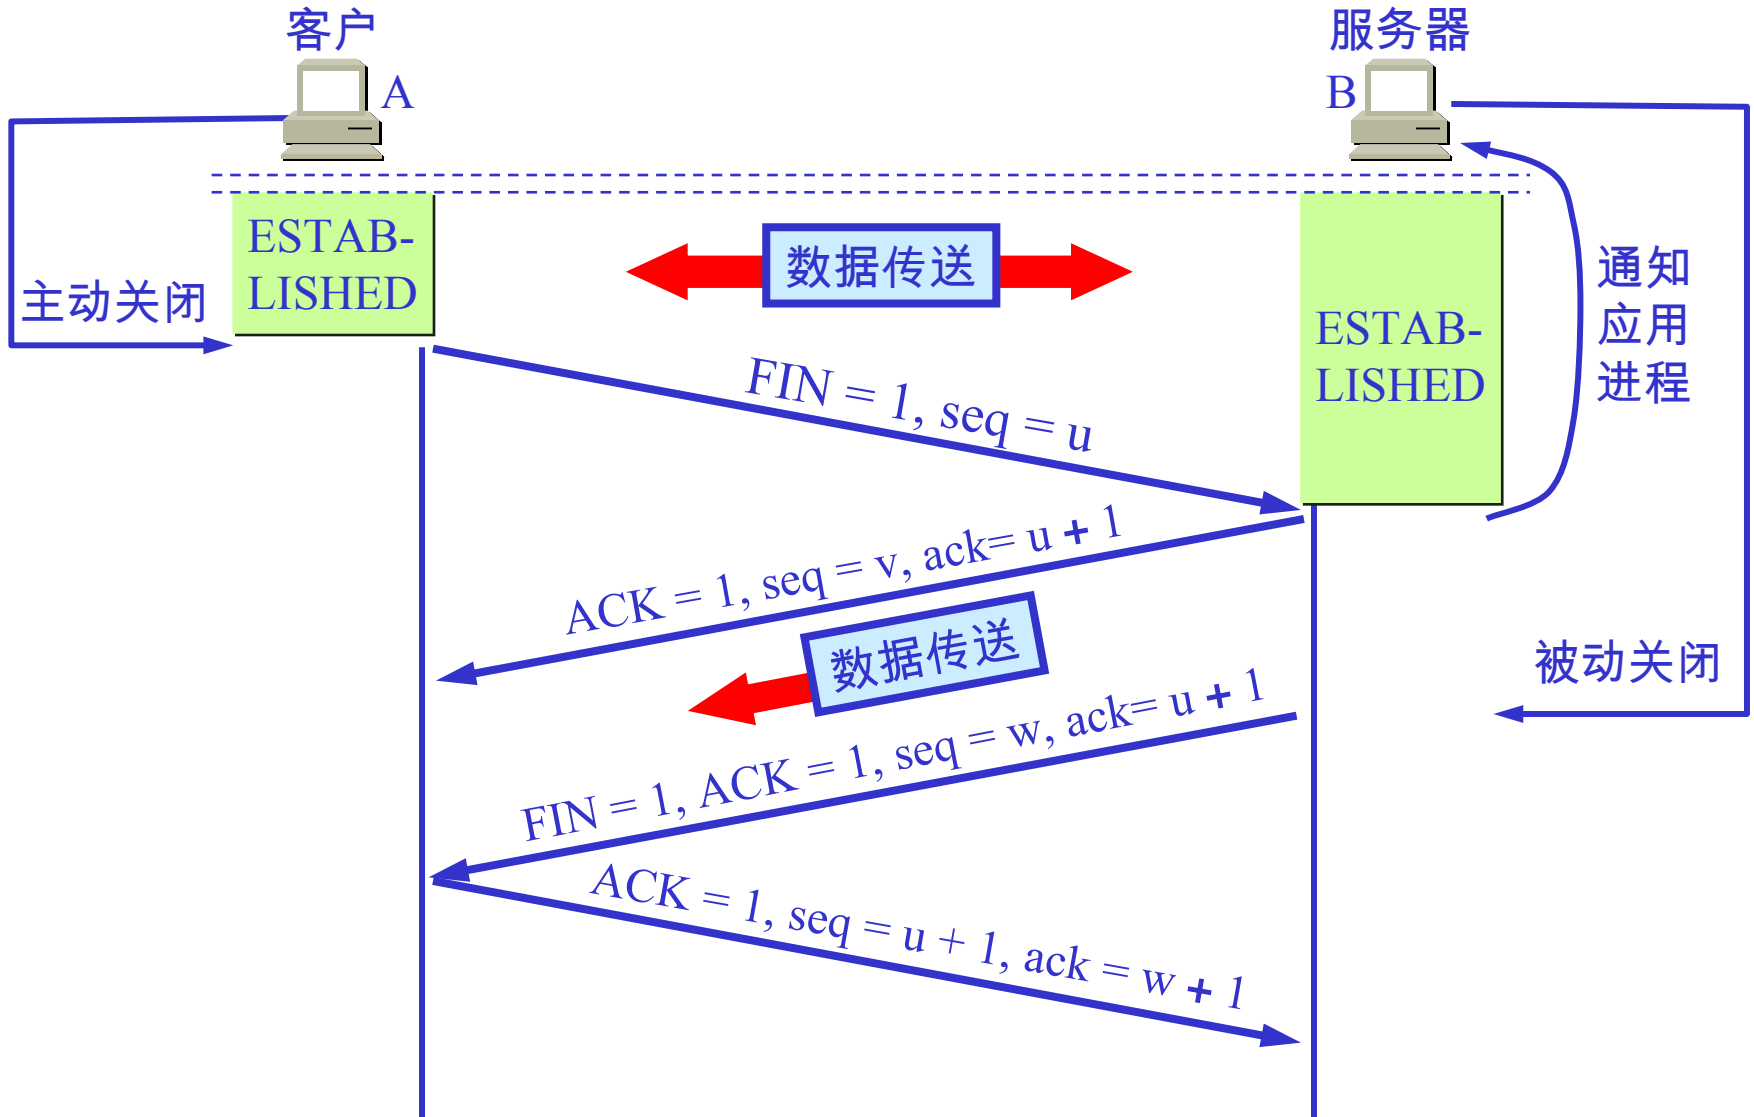 客户
服务器
A
B
ESTAB-
LISHED
数据传送
主动关闭
ESTAB-
LISHED
通知
应用
进程
FIN = 1, seq = u
ACK = 1, seq = v, ack= u + 1
数据传送
被动关闭
FIN = 1, ACK = 1, seq = w, ack= u + 1
ACK = 1, seq = u + 1, ack = w + 1